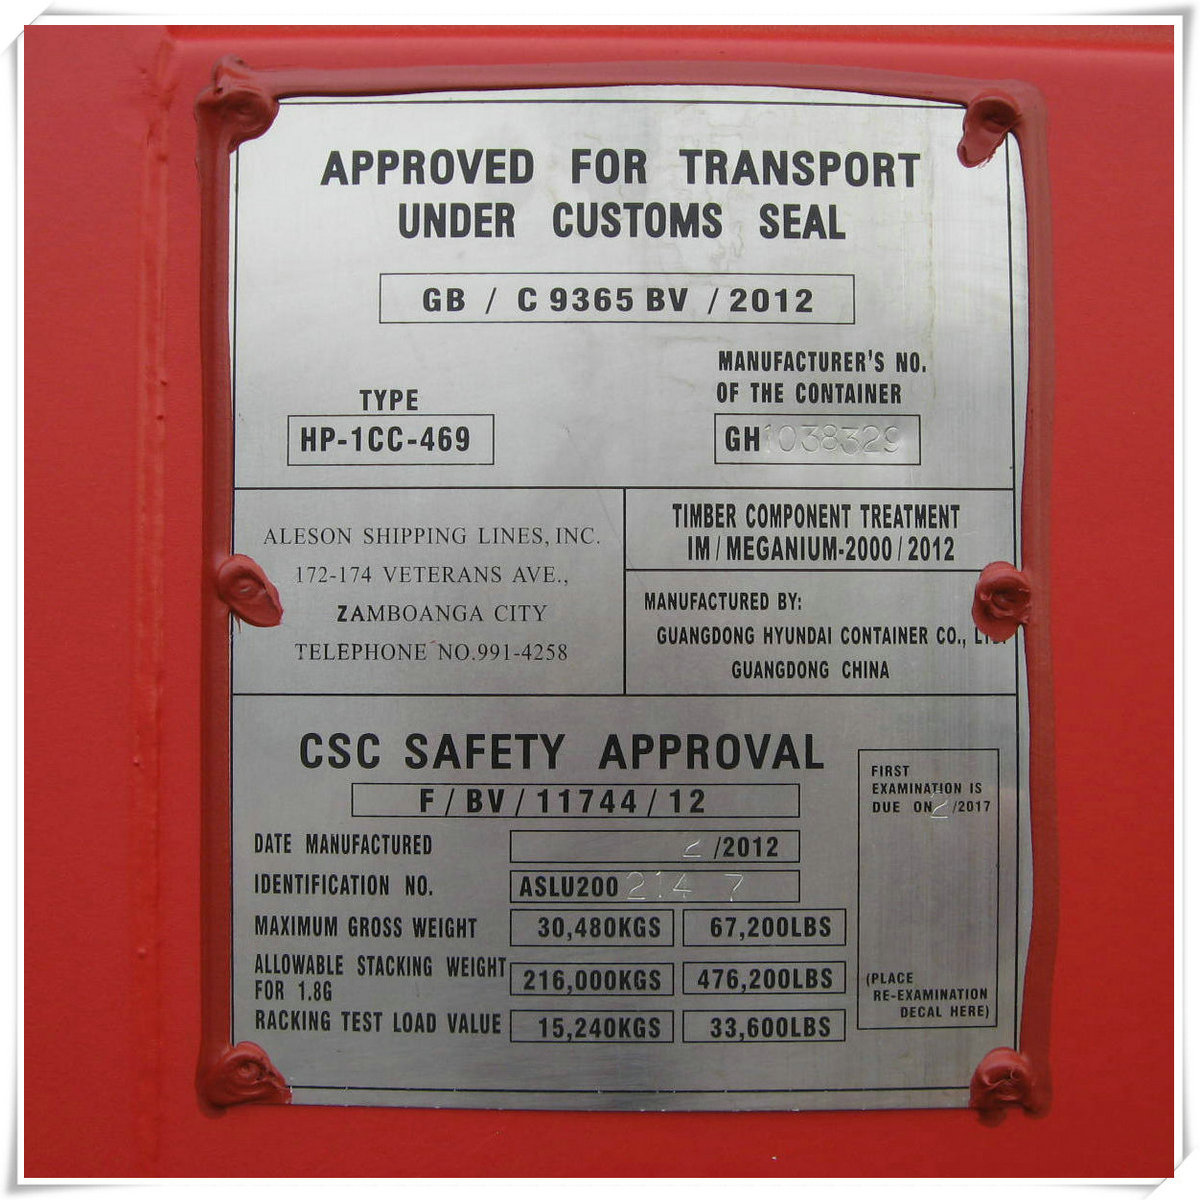 APPROVED FOR TRANSPORT
UNDER CUSTOMS SEAL
GB / C 9365 BV / 2012
MANUFACTURER'S NO.
OF THE CONTAINER
TYPE
HP-1CC-469
GH1038329
ALESON SHIPPING LINES, INC.
172-174 VETERANS AVE.,
ZAMBOANGA CITY
TELEPHONE NO.991-4258
TIMBER COMPONENT TREATMENT
IM / MEGANIUM-2000 / 2012
MANUFACTURED BY:
GUANGDONG HYUNDAI CONTAINER CO., LTD.
GUANGDONG CHINA
CSC SAFETY APPROVAL
F / BV / 11744 / 12
DATE MANUFACTURED 2 /2012
IDENTIFICATION NO. ASLU200 214 7
MAXIMUM GROSS WEIGHT 30,480KGS 67,200LBS
ALLOWABLE STACKING WEIGHT
FOR 1.8G 216,000KGS 476,200LBS
RACKING TEST LOAD VALUE 15,240KGS 33,600LBS
FIRST
EXAMINATION IS
DUE ON 2 /2017
(PLACE
RE-EXAMINATION
DECAL HERE)